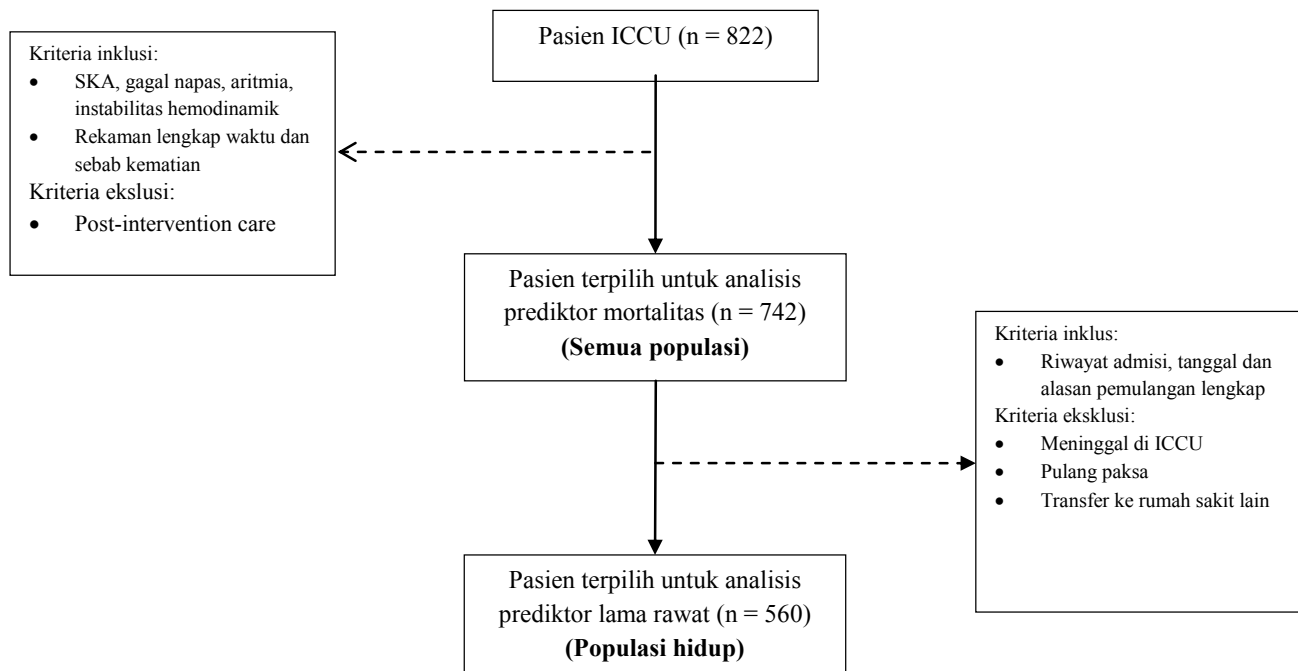 Pasien ICCU (n = 822)
Kriteria inklusi:
• SKA, gagal napas, aritmia,
instabilitas hemodinamik
• Rekaman lengkap waktu dan
sebab kematian
Kriteria ekslusi:
• Post-intervention care
Pasien terpilih untuk analisis
prediktor mortalitas (n = 742)
(Semua populasi)
Kriteria inklus:
• Riwayat admisi, tanggal dan
alasan pemulangan lengkap
Kriteria eksklusi:
• Meninggal di ICCU
• Pulang paksa
• Transfer ke rumah sakit lain
Pasien terpilih untuk analisis
prediktor lama rawat (n = 560)
(Populasi hidup)